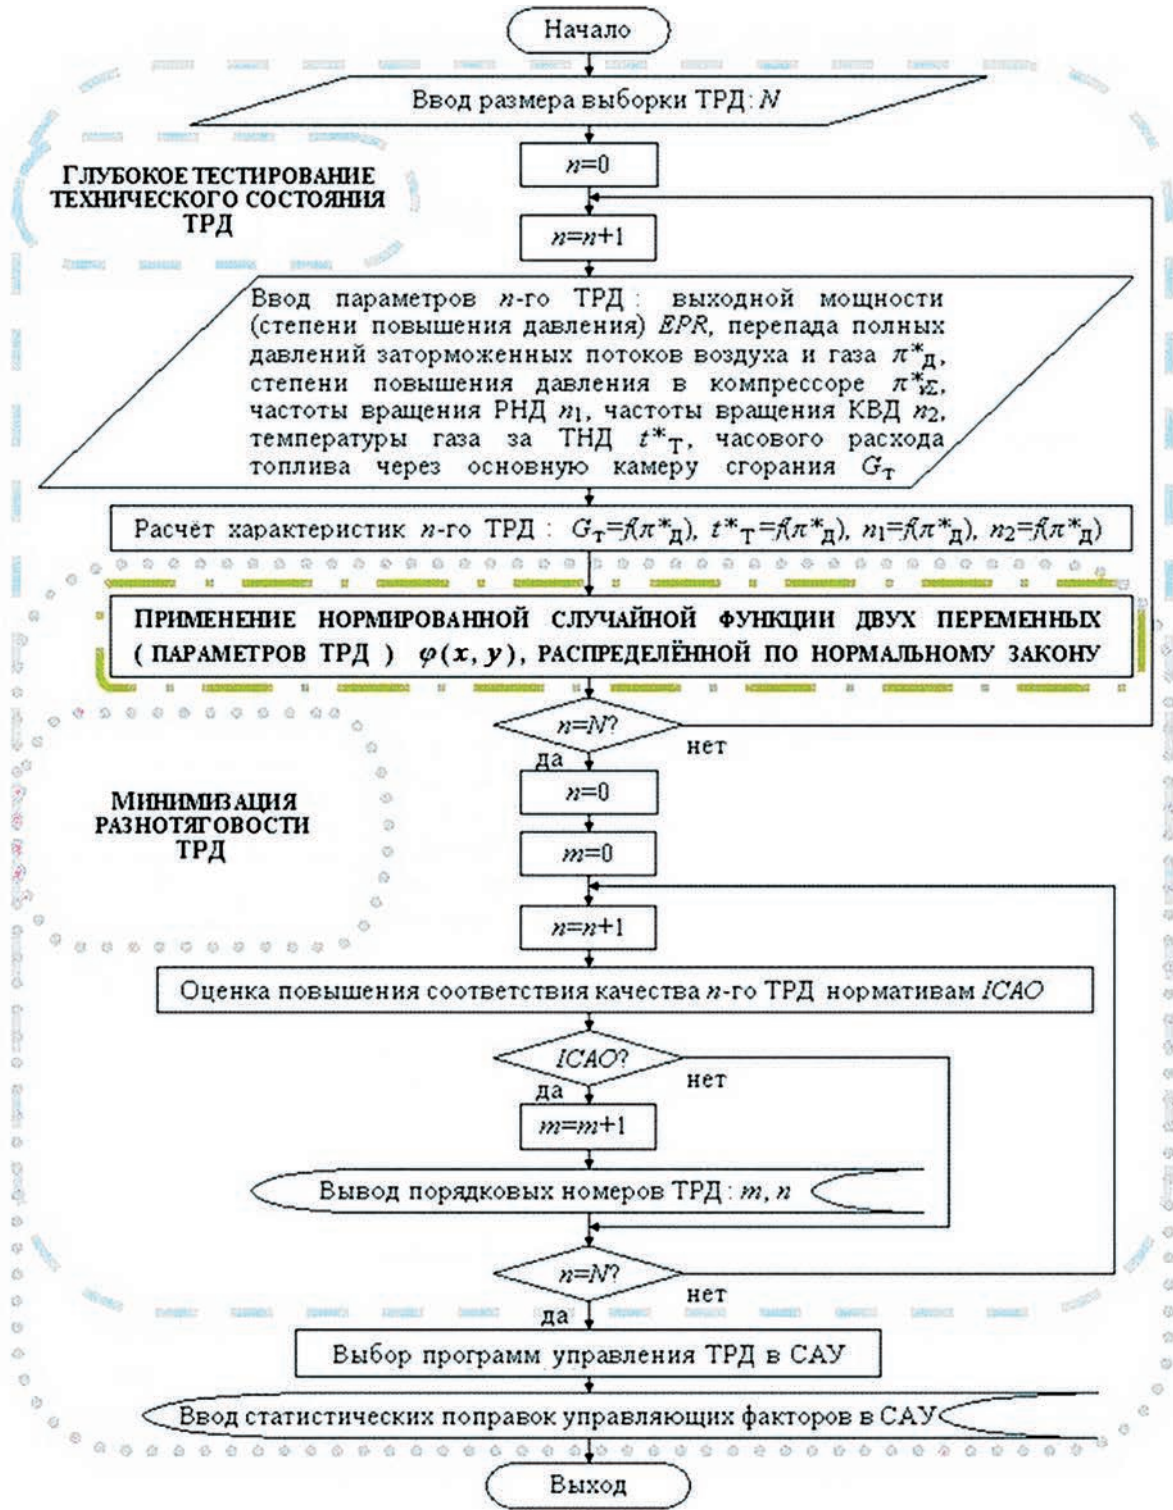 Начало
Ввод размера выборки ТРД: N
n=0
ГЛУБОКОЕ ТЕСТИРОВАНИЕ
ТЕХНИЧЕСКОГО СОСТОЯНИЯ
ТРД
n=n+1
Ввод параметров n-го ТРД : выходной мощности
(степени повышения давления) EPR, перепада полных
давлений заторможенных потоков воздуха и газа π*Д,
степени повышения давления в компрессоре π*КΣ,
частоты вращения РНД n1, частоты вращения КВД n2,
температуры газа за ТНД t*Т, часового расхода
топлива через основную камеру сгорания GТ
Расчёт характеристик n-го ТРД : GТ=f(π*Д), t*Т=f(π*Д), n1=f(π*Д), n2=f(π*Д)
ПРИМЕНЕНИЕ НОРМИРОВАННОЙ СЛУЧАЙНОЙ ФУНКЦИИ ДВУХ ПЕРЕМЕННЫХ
( ПАРАМЕТРОВ ТРД ) φ(x, y), РАСПРЕДЕЛЁННОЙ ПО НОРМАЛЬНОМУ ЗАКОНУ
n=N?
нет
да
n=0
МИНИМИЗАЦИЯ
РАЗНОТЯГОВОСТИ
ТРД
m=0
n=n+1
Оценка повышения соответствия качества n-го ТРД нормативам ICAO
ICAO?
нет
да
m=m+1
Вывод порядковых номеров ТРД: m, n
n=N?
нет
да
Выбор программ управления ТРД в САУ
Ввод статистических поправок управляющих факторов в САУ
Выход